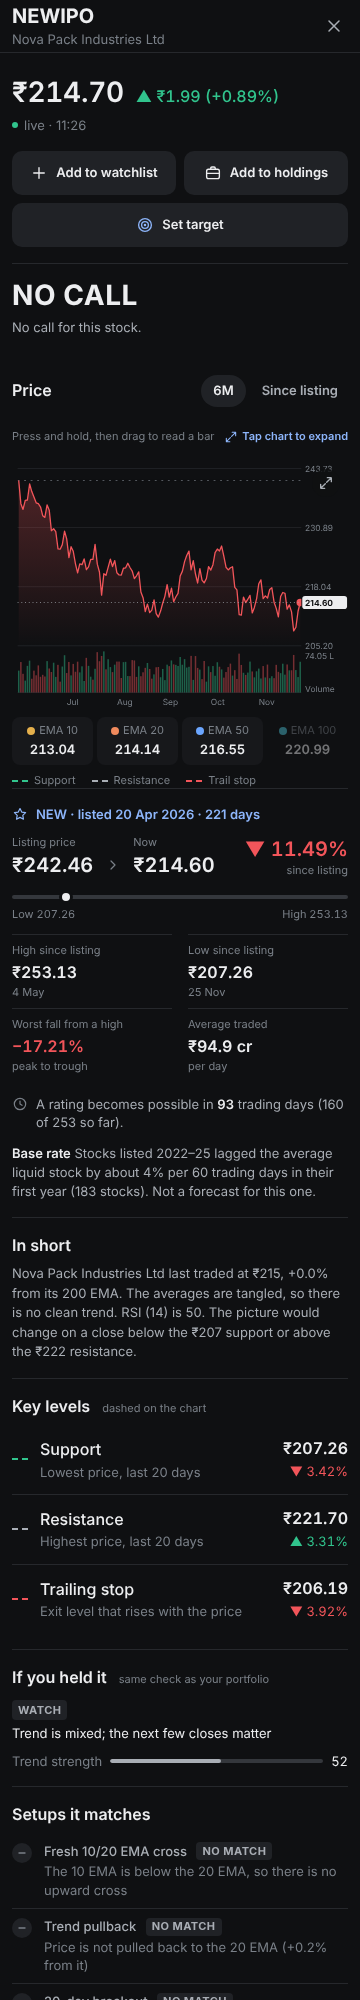 NEWIPO
Nova Pack Industries Ltd
₹214.70 ▲ ₹1.99 (+0.89%)
live · 11:26
Add to watchlist
Add to holdings
Set target
NO CALL
No call for this stock.
Price
6M
Since listing
Press and hold, then drag to read a bar
Tap chart to expand
243.73
230.89
218.04
214.60
205.20
74.05 L
Volume
Jul Aug Sep Oct Nov
EMA 10
213.04
EMA 20
214.14
EMA 50
216.55
EMA 100
220.99
Support
Resistance
Trail stop
NEW · listed 20 Apr 2026 · 221 days
Listing price
₹242.46
Now
₹214.60
▼ 11.49%
since listing
Low 207.26
High 253.13
High since listing
₹253.13
4 May
Low since listing
₹207.26
25 Nov
Worst fall from a high
−17.21%
peak to trough
Average traded
₹94.9 cr
per day
A rating becomes possible in 93 trading days (160
of 253 so far).
Base rate Stocks listed 2022–25 lagged the average
liquid stock by about 4% per 60 trading days in their
first year (183 stocks). Not a forecast for this one.
In short
Nova Pack Industries Ltd last traded at ₹215, +0.0%
from its 200 EMA. The averages are tangled, so there
is no clean trend. RSI (14) is 50. The picture would
change on a close below the ₹207 support or above
the ₹222 resistance.
Key levels dashed on the chart
Support
Lowest price, last 20 days
₹207.26
▼ 3.42%
Resistance
Highest price, last 20 days
₹221.70
▲ 3.31%
Trailing stop
Exit level that rises with the price
₹206.19
▼ 3.92%
If you held it same check as your portfolio
WATCH
Trend is mixed; the next few closes matter
Trend strength 52
Setups it matches
Fresh 10/20 EMA cross NO MATCH
The 10 EMA is below the 20 EMA, so there is no
upward cross
Trend pullback NO MATCH
Price is not pulled back to the 20 EMA (+0.2%
from it)